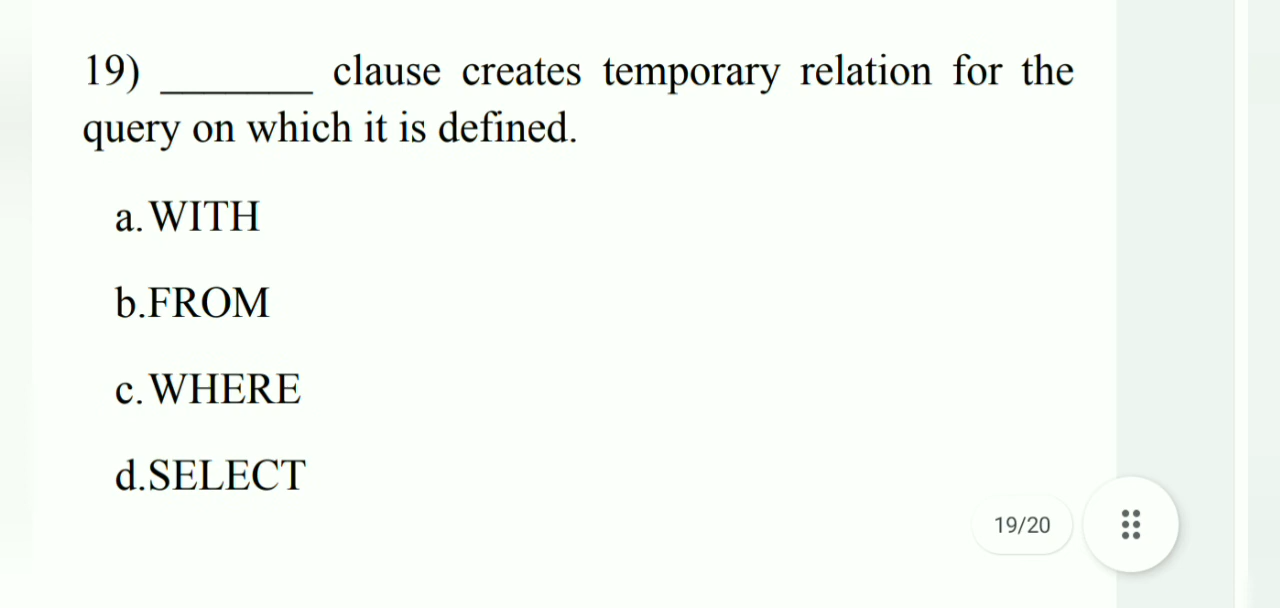 19) _______ clause creates temporary relation for the
query on which it is defined.
a. WITH
b.FROM
c. WHERE
d.SELECT
19/20